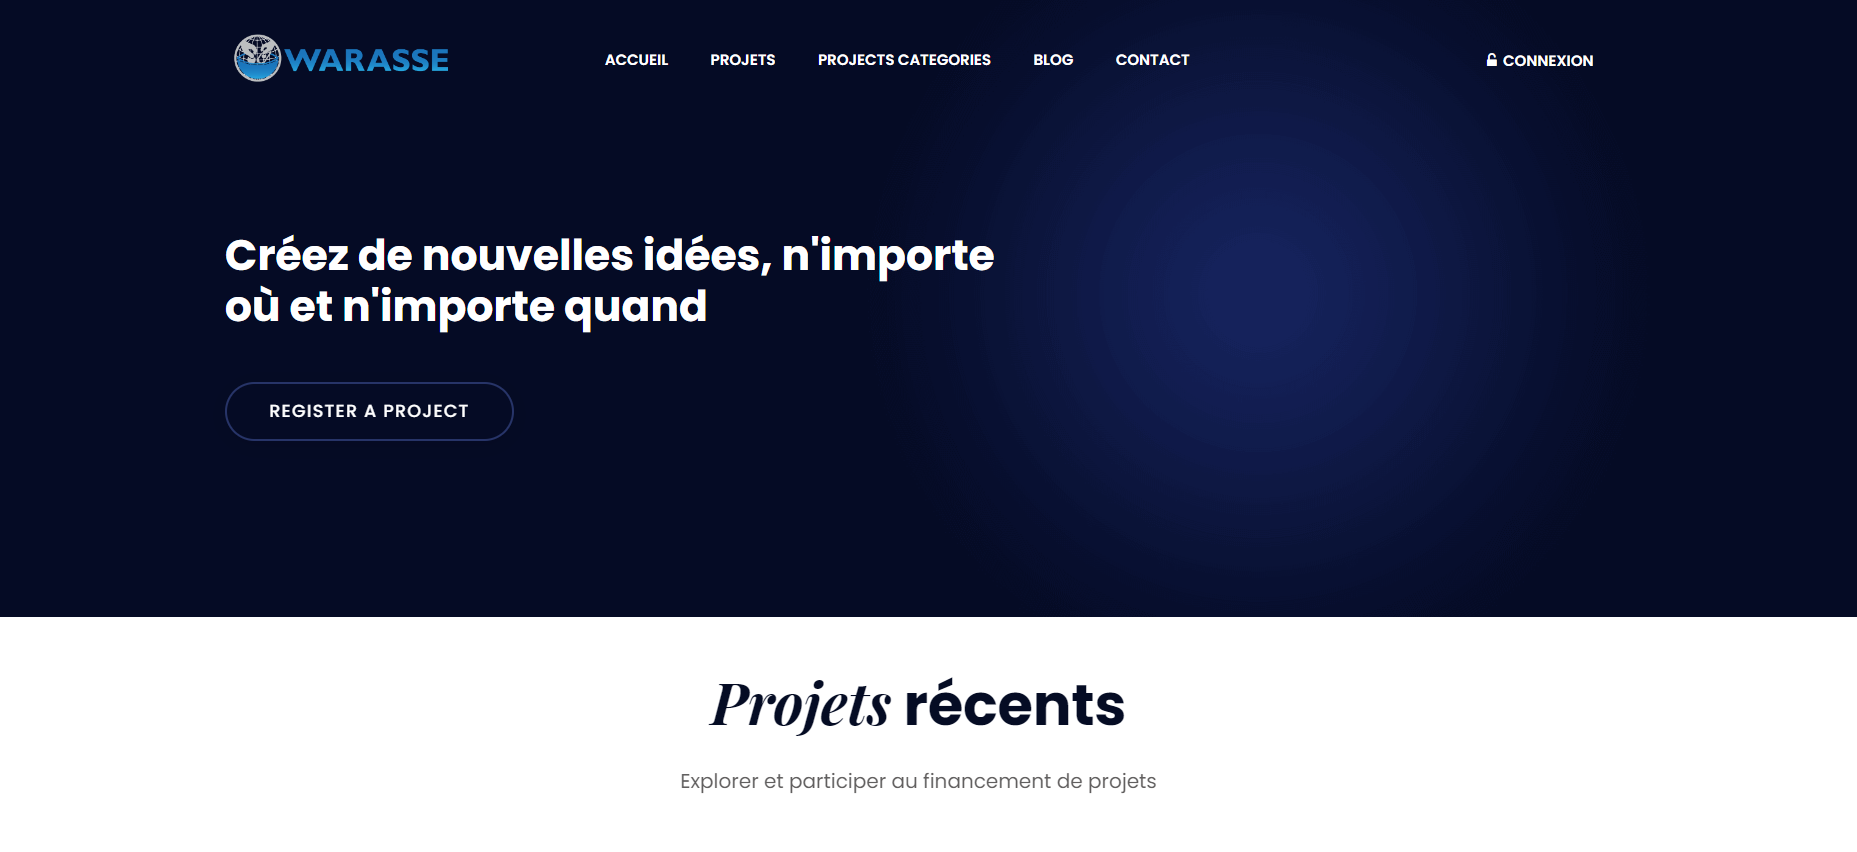 WARASSE
ACCUEIL
PROJETS
PROJECTS CATEGORIES
BLOG
CONTACT
CONNEXION
Créez de nouvelles idées, n'importe
où et n'importe quand
REGISTER A PROJECT
Projets récents
Explorer et participer au financement de projets